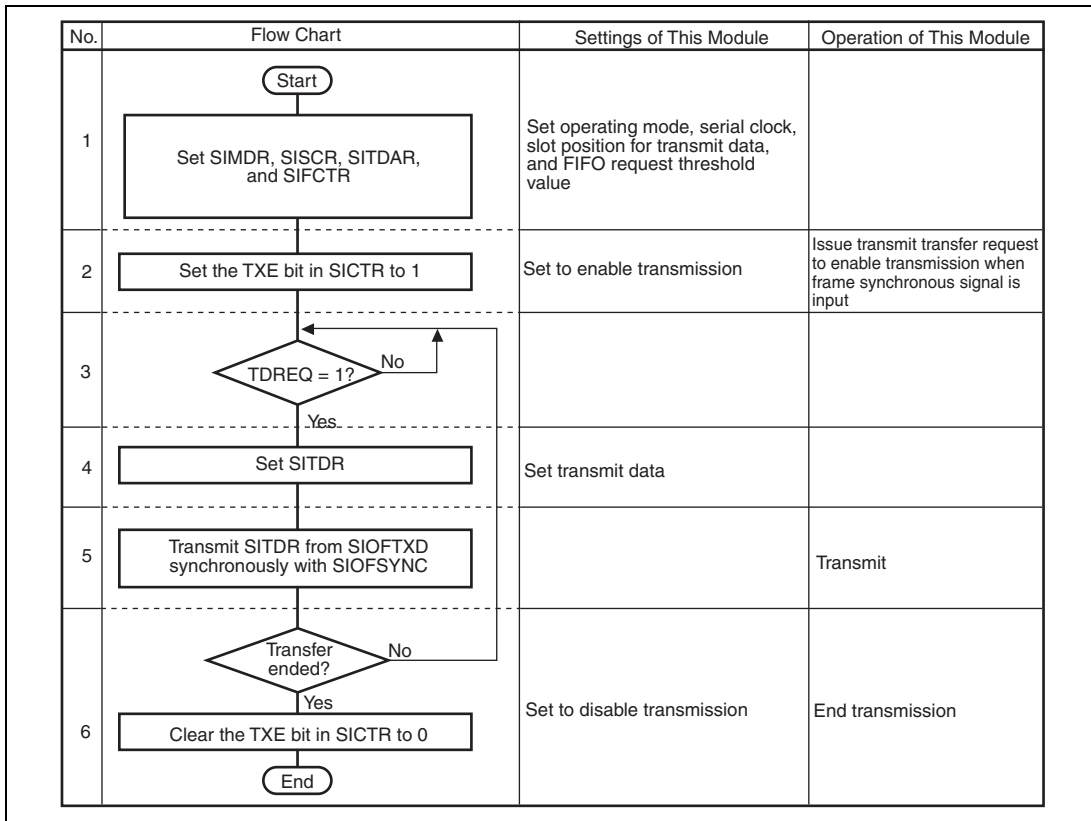 No.
Flow Chart
Settings of This Module
Operation of This Module
Start
1
Set SIMDR, SISCR, SITDAR,
and SIFCTR
Set operating mode, serial clock,
slot position for transmit data,
and FIFO request threshold
value
2
Set the TXE bit in SICTR to 1
Set to enable transmission
Issue transmit transfer request
to enable transmission when
frame synchronous signal is
input
3
TDREQ = 1?
No
Yes
4
Set SITDR
Set transmit data
5
Transmit SITDR from SIOFTXD
synchronously with SIOFSYNC
Transmit
Transfer
ended?
No
Yes
6
Clear the TXE bit in SICTR to 0
Set to disable transmission
End transmission
End